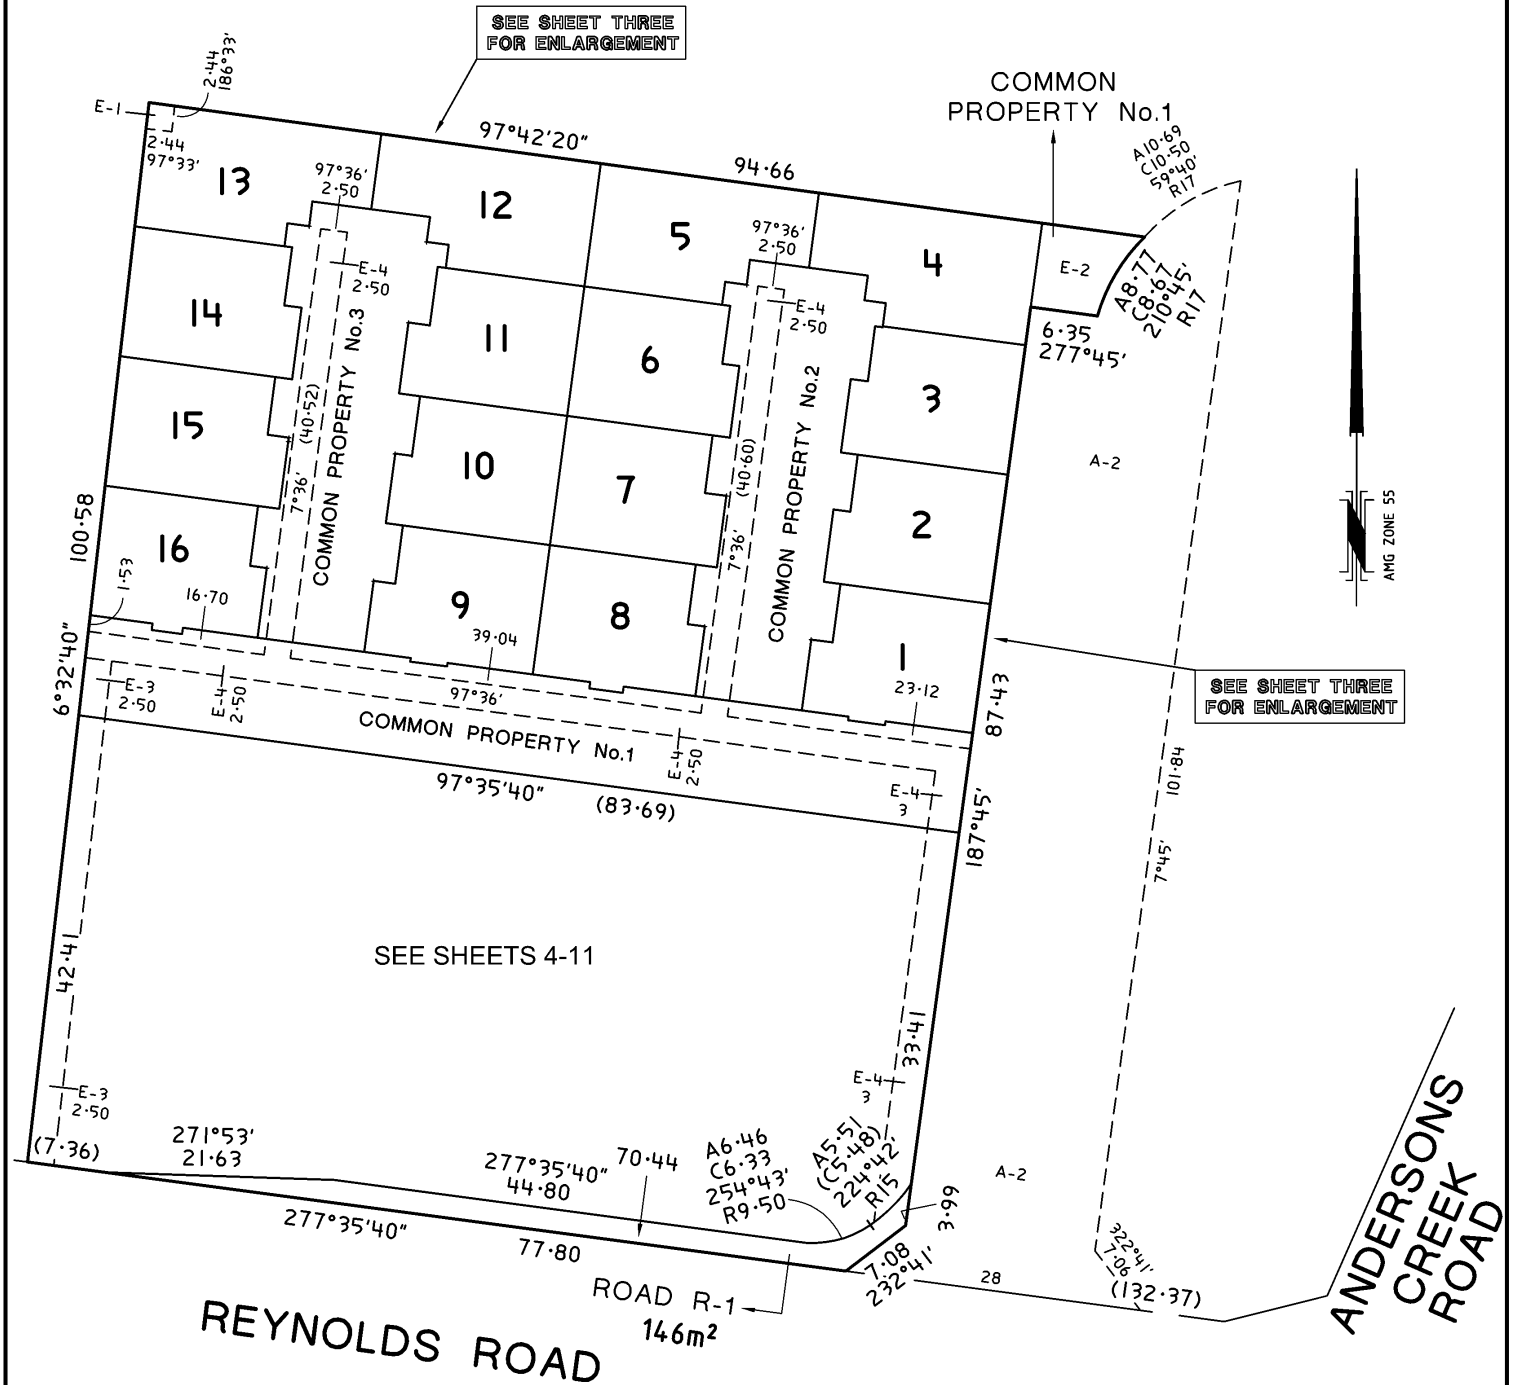 SEE SHEET THREE
FOR ENLARGEMENT
COMMON
PROPERTY No.1
2·44
186°33'
E-1
2·44
97°33'
97°42'20"
94·66
A10·69
C10·50
59°40'
R17
13
97°36'
2·50
12
5
97°36'
2·50
4
E-2
A8·77
C8·67
210°45'
R17
E-4
2·50
E-4
2·50
6·35
277°45'
14
11
6
3
COMMON PROPERTY No.3
(40·52)
7°36'
COMMON PROPERTY No.2
(40·60)
7°36'
15
10
7
2
A-2
AMG ZONE 55
100·58
16
9
8
1
1·53
16·70
39·04
23·12
6°32'40"
E-3
2·50
E-4
2·50
97°36'
COMMON PROPERTY No.1
E-4
2·50
E-4
3
87·43
187°45'
SEE SHEET THREE
FOR ENLARGEMENT
97°35'40"
(83·69)
101·84
7°45'
42·41
SEE SHEETS 4-11
33·41
E-3
2·50
E-4
3
(7·36)
271°53'
21·63
277°35'40"
44·80
70·44
A6·46
C6·33
254°43'
R9·50
A5·51
(C5·48)
224°42'
R15
3·99
A-2
277°35'40"
77·80
7·08
232°41'
28
322°41'
7·06
(132·37)
ROAD R-1
146m²
REYNOLDS ROAD
ANDERSONS
CREEK
ROAD